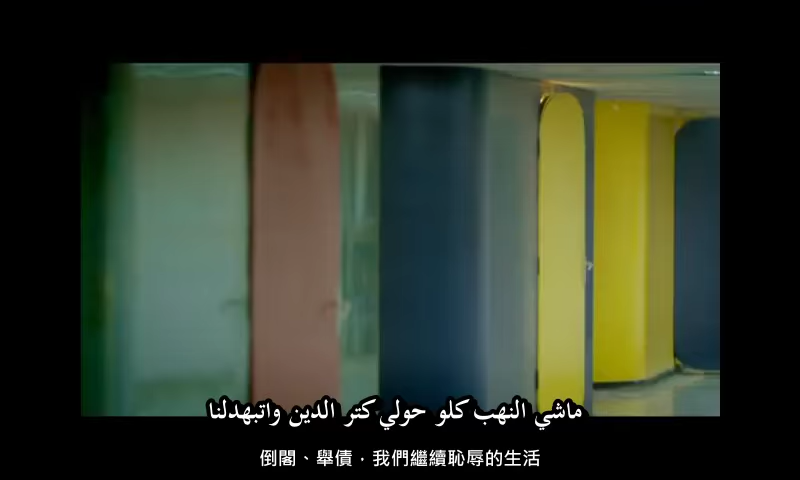 ماشي النهب كلو حولي كتر الدين واتبهدلنا
倒閣、舉債，我們繼續恥辱的生活